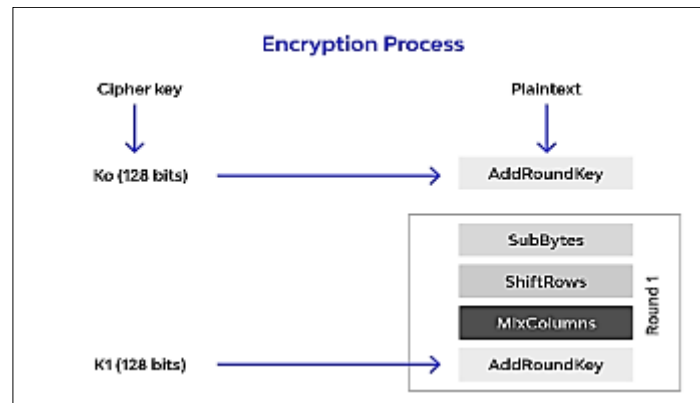 Encryption Process
Cipher key
Plaintext
Ko (128 bits)
AddRoundKey
SubBytes
ShiftRows
MixColumns
Round 1
K1 (128 bits)
AddRoundKey